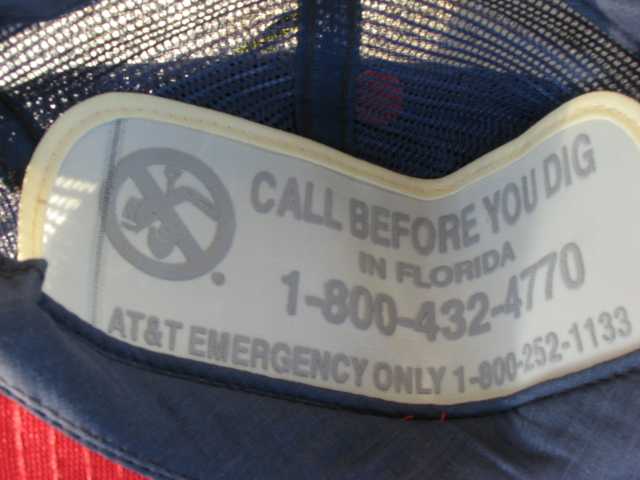 CALL BEFORE YOU DIG
IN FLORIDA
1-800-432-4770
AT&T EMERGENCY ONLY 1-800-252-1133